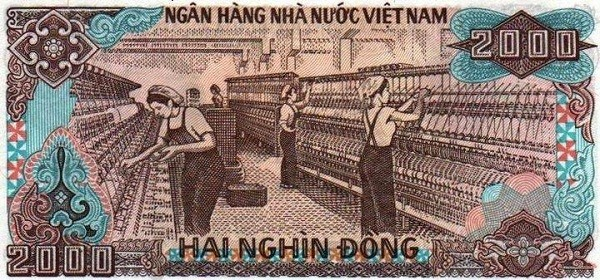 NGÂN HÀNG NHÀ NƯỚC VIỆT NAM
2000
2000
HAI NGHÌN ĐỒNG